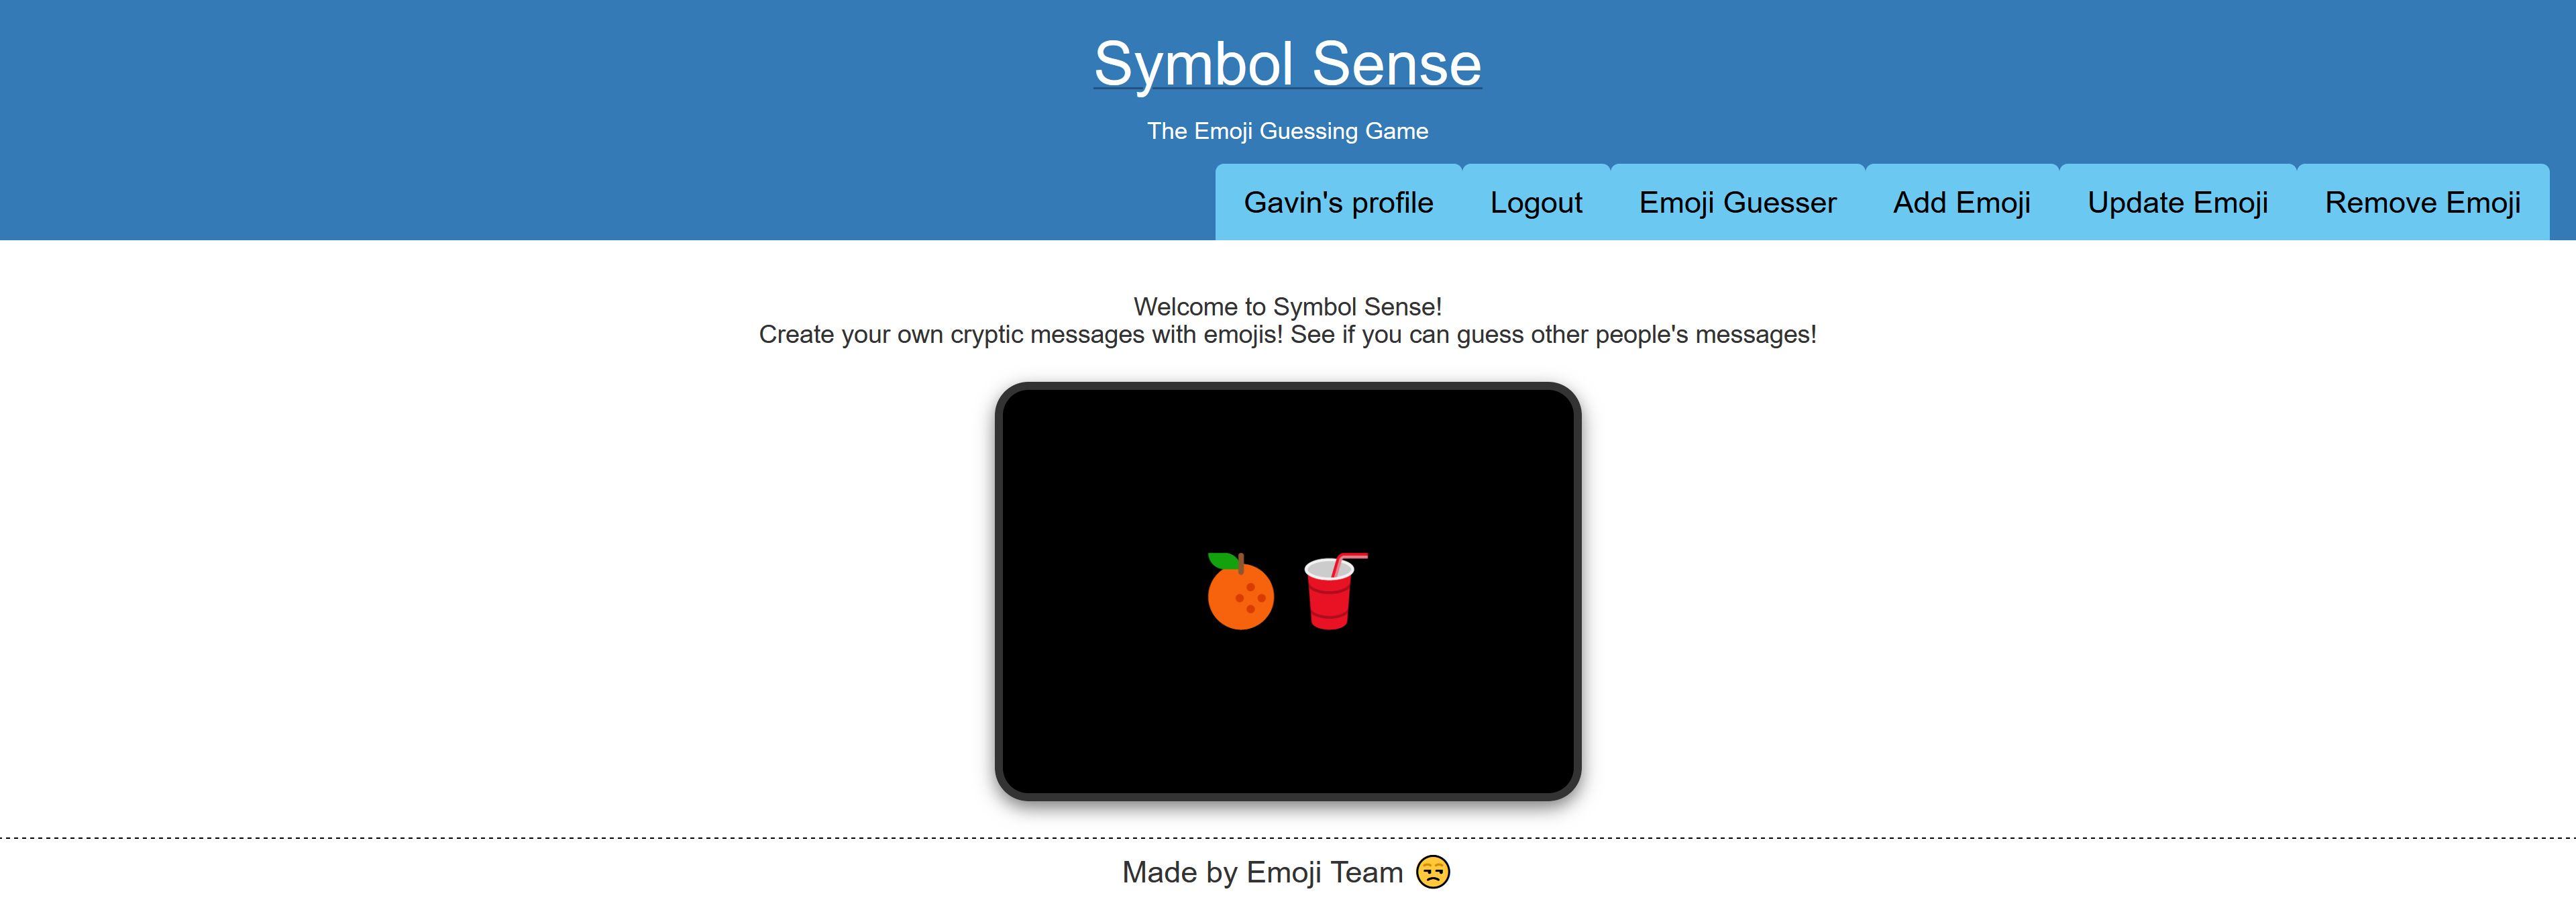 Symbol Sense
The Emoji Guessing Game
Gavin's profile Logout Emoji Guesser Add Emoji Update Emoji Remove Emoji
Welcome to Symbol Sense!
Create your own cryptic messages with emojis! See if you can guess other people's messages!
Made by Emoji Team